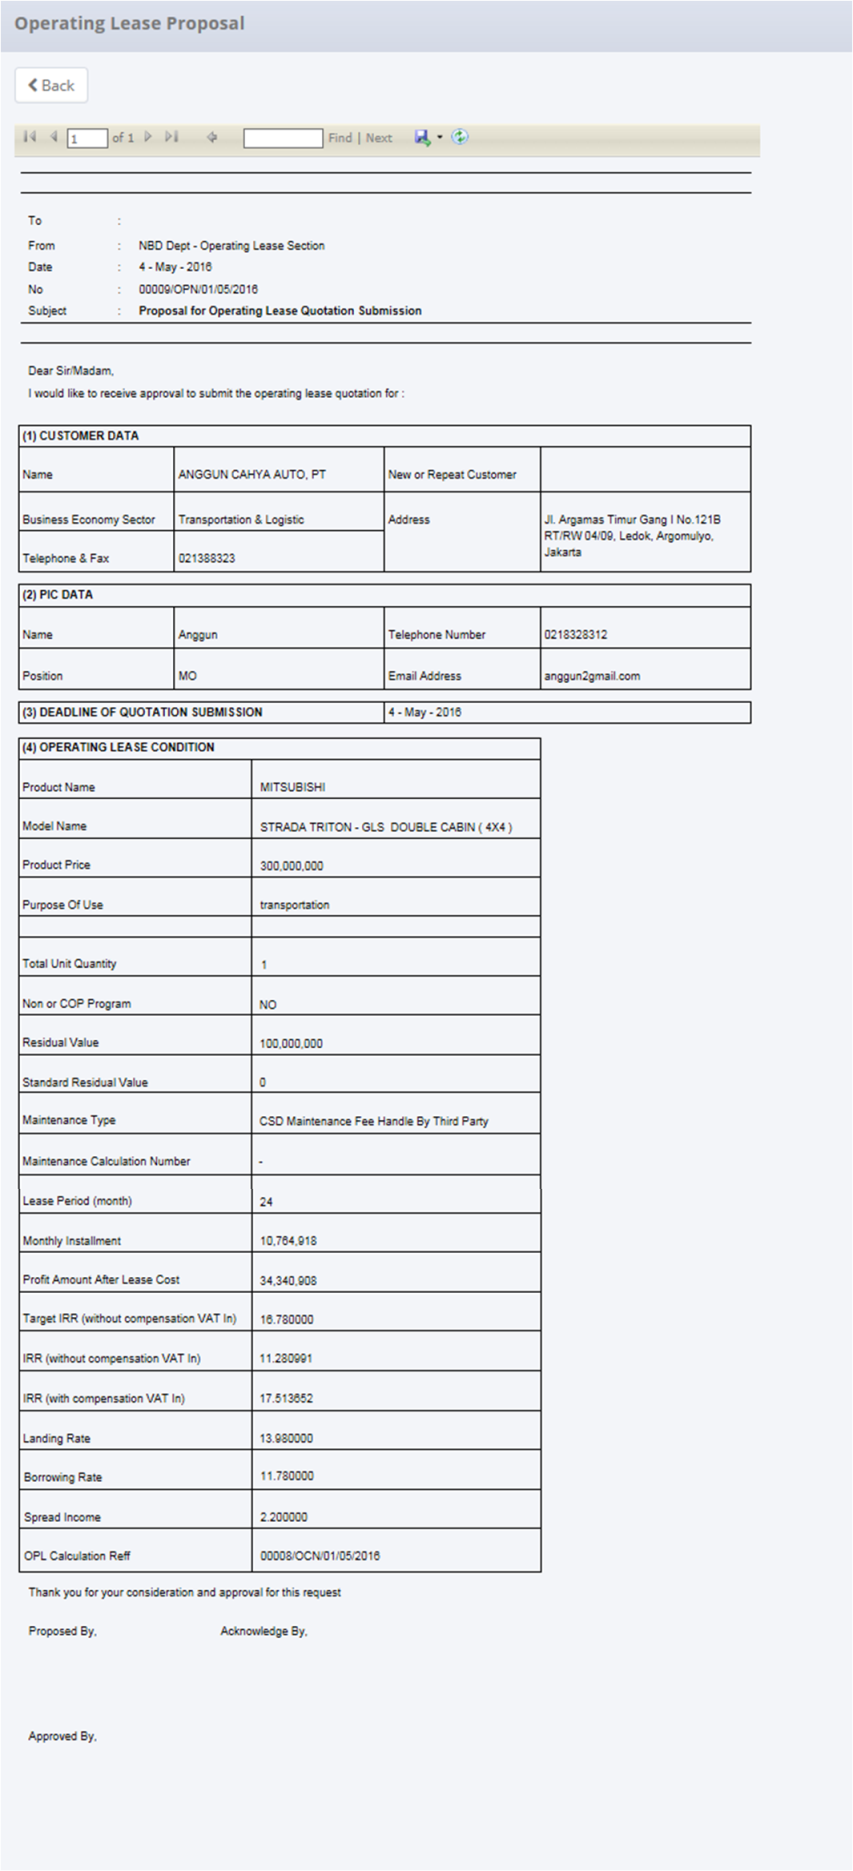 Operating Lease Proposal
Back
1 of 1 Find | Next
To :
From : NBD Dept - Operating Lease Section
Date : 4 - May - 2016
No : 00009/OPN/01/05/2016
Subject : Proposal for Operating Lease Quotation Submission
Dear Sir/Madam,
I would like to receive approval to submit the operating lease quotation for :
(1) CUSTOMER DATA
Name ANGGUN CAHYA AUTO, PT New or Repeat Customer
Business Economy Sector Transportation & Logistic Address Jl. Argamas Timur Gang I No.121B
RT/RW 04/09, Ledok, Argomulyo,
Jakarta
Telephone & Fax 021388323
(2) PIC DATA
Name Anggun Telephone Number 0218328312
Position MO Email Address anggun2gmail.com
(3) DEADLINE OF QUOTATION SUBMISSION 4 - May - 2016
(4) OPERATING LEASE CONDITION
Product Name MITSUBISHI
Model Name STRADA TRITON - GLS DOUBLE CABIN ( 4X4 )
Product Price 300,000,000
Purpose Of Use transportation
Total Unit Quantity 1
Non or COP Program NO
Residual Value 100,000,000
Standard Residual Value 0
Maintenance Type CSD Maintenance Fee Handle By Third Party
Maintenance Calculation Number -
Lease Period (month) 24
Monthly Installment 10,764,918
Profit Amount After Lease Cost 34,340,908
Target IRR (without compensation VAT In) 16.780000
IRR (without compensation VAT In) 11.280991
IRR (with compensation VAT In) 17.513652
Landing Rate 13.980000
Borrowing Rate 11.780000
Spread Income 2.200000
OPL Calculation Reff 00008/OCN/01/05/2016
Thank you for your consideration and approval for this request
Proposed By, Acknowledge By,
Approved By,